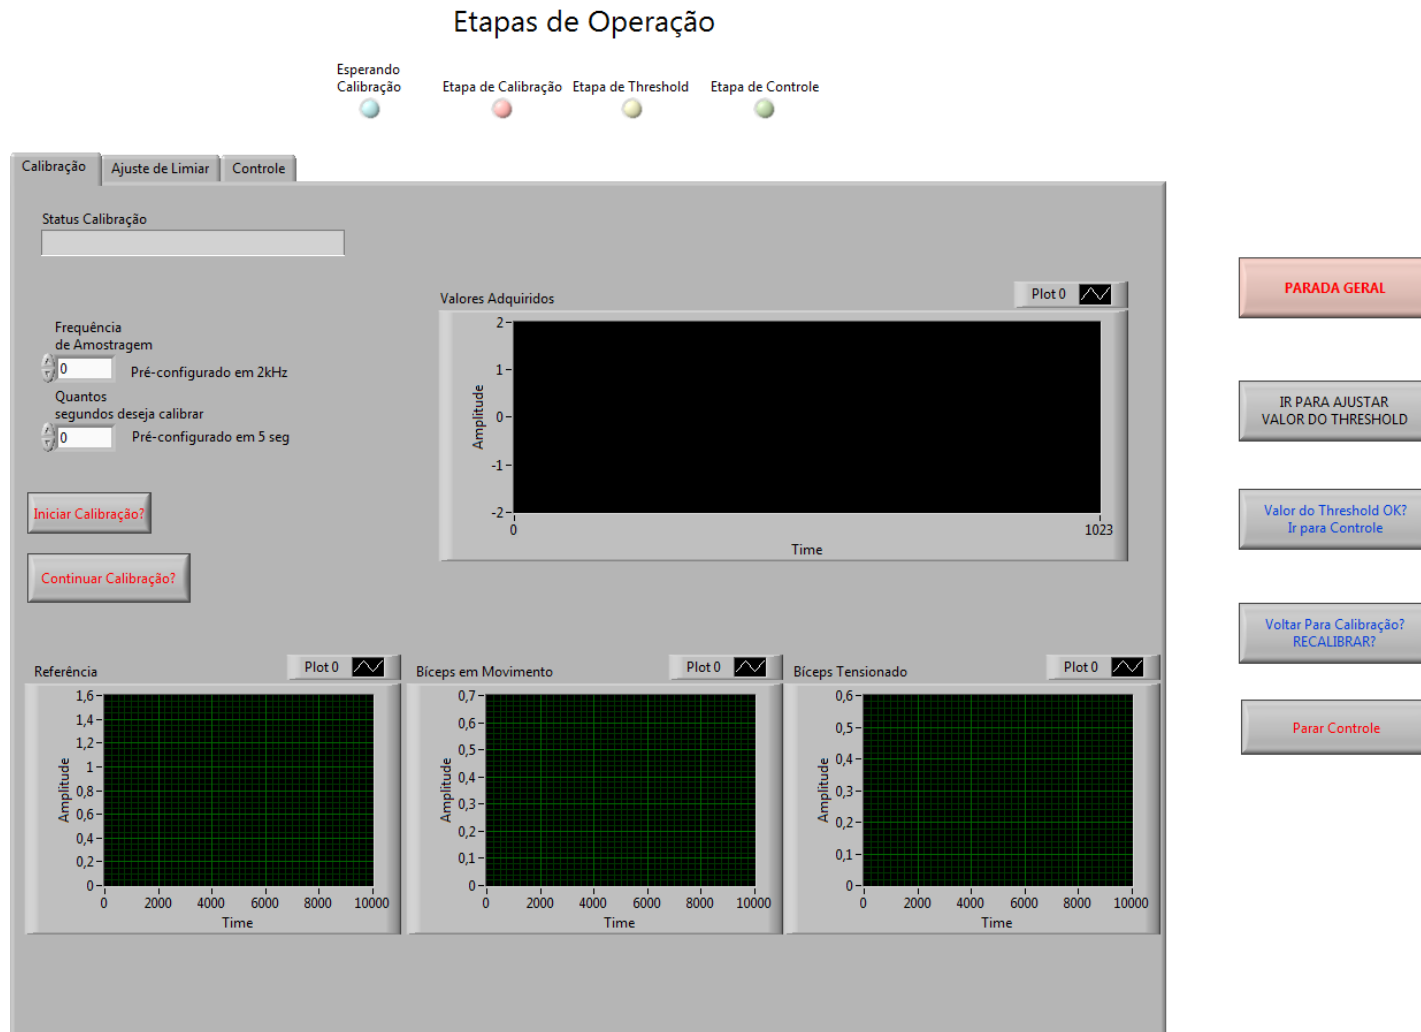 Etapas de Operação
Esperando
Calibração
Etapa de Calibração
Etapa de Threshold
Etapa de Controle
Calibração
Ajuste de Limiar
Controle
Status Calibração
Frequência
de Amostragem
0
Pré-configurado em 2kHz
Quantos
segundos deseja calibrar
0
Pré-configurado em 5 seg
Iniciar Calibração?
Continuar Calibração?
Valores Adquiridos
Plot 0
Amplitude
2
1
0
-1
-2
0
1023
Time
Referência
Plot 0
Amplitude
1,6
1,4
1,2
1
0,8
0,6
0,4
0,2
0
0
2000
4000
6000
8000
10000
Time
Bíceps em Movimento
Plot 0
Amplitude
0,7
0,6
0,5
0,4
0,3
0,2
0,1
0
0
2000
4000
6000
8000
10000
Time
Bíceps Tensionado
Plot 0
Amplitude
0,6
0,5
0,4
0,3
0,2
0,1
0
0
2000
4000
6000
8000
10000
Time
PARADA GERAL
IR PARA AJUSTAR
VALOR DO THRESHOLD
Valor do Threshold OK?
Ir para Controle
Voltar Para Calibração?
RECALIBRAR?
Parar Controle